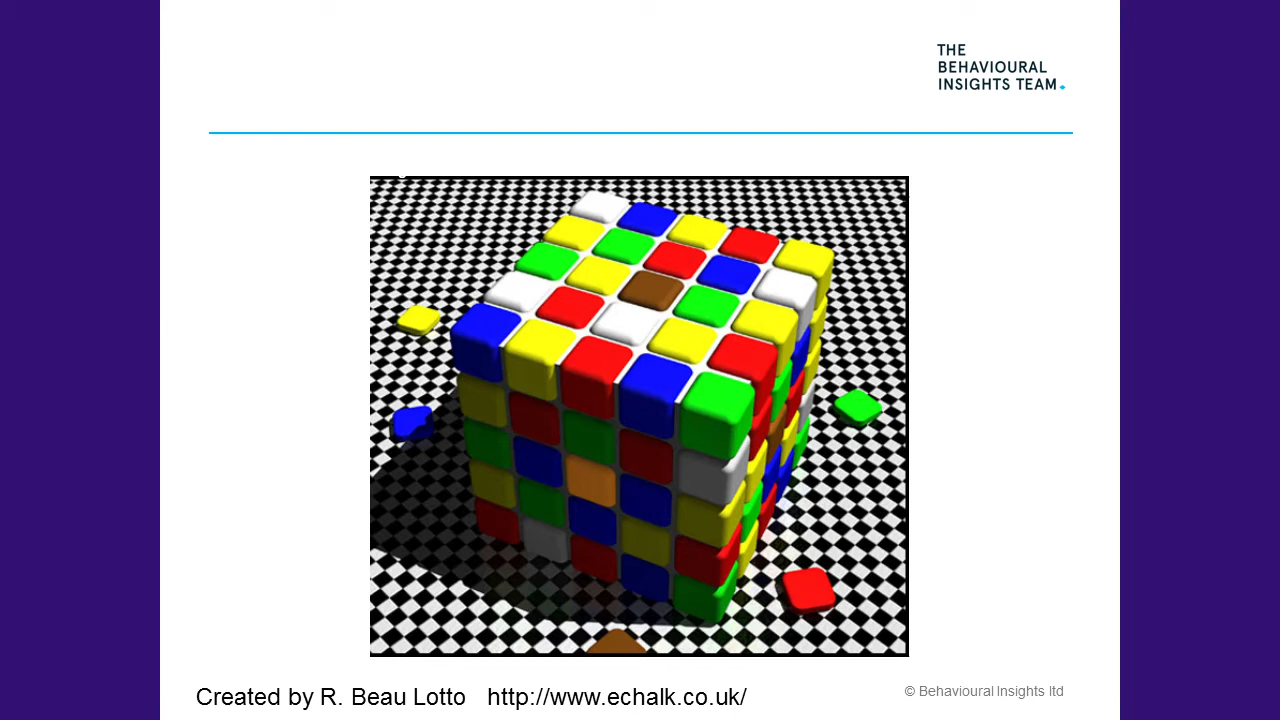 THE
BEHAVIOURAL
INSIGHTS TEAM.
Created by R. Beau Lotto http://www.echalk.co.uk/
© Behavioural Insights ltd